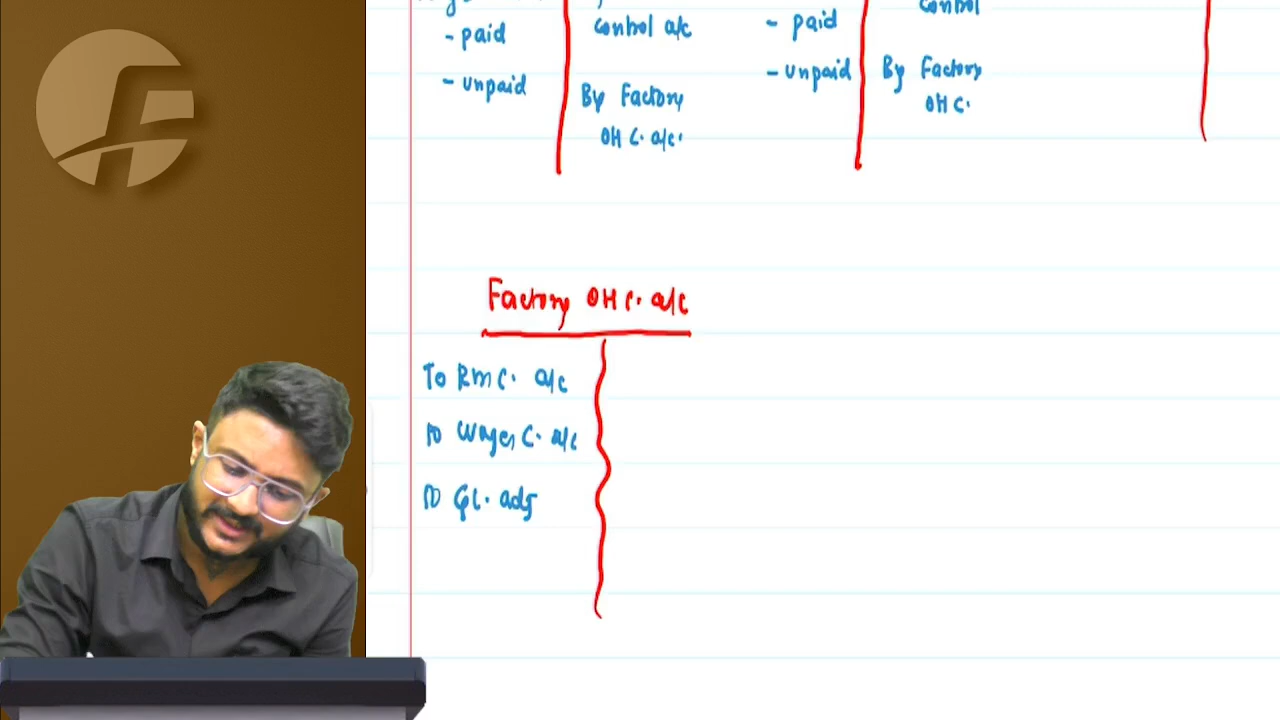 - paid
- unpaid
control a/c
By Factory
OH C. a/c.
- paid
- unpaid
control
By Factory
OH C.
Factory OH C. a/c
To RMC. a/c
To wages C. a/c
To GL. adj